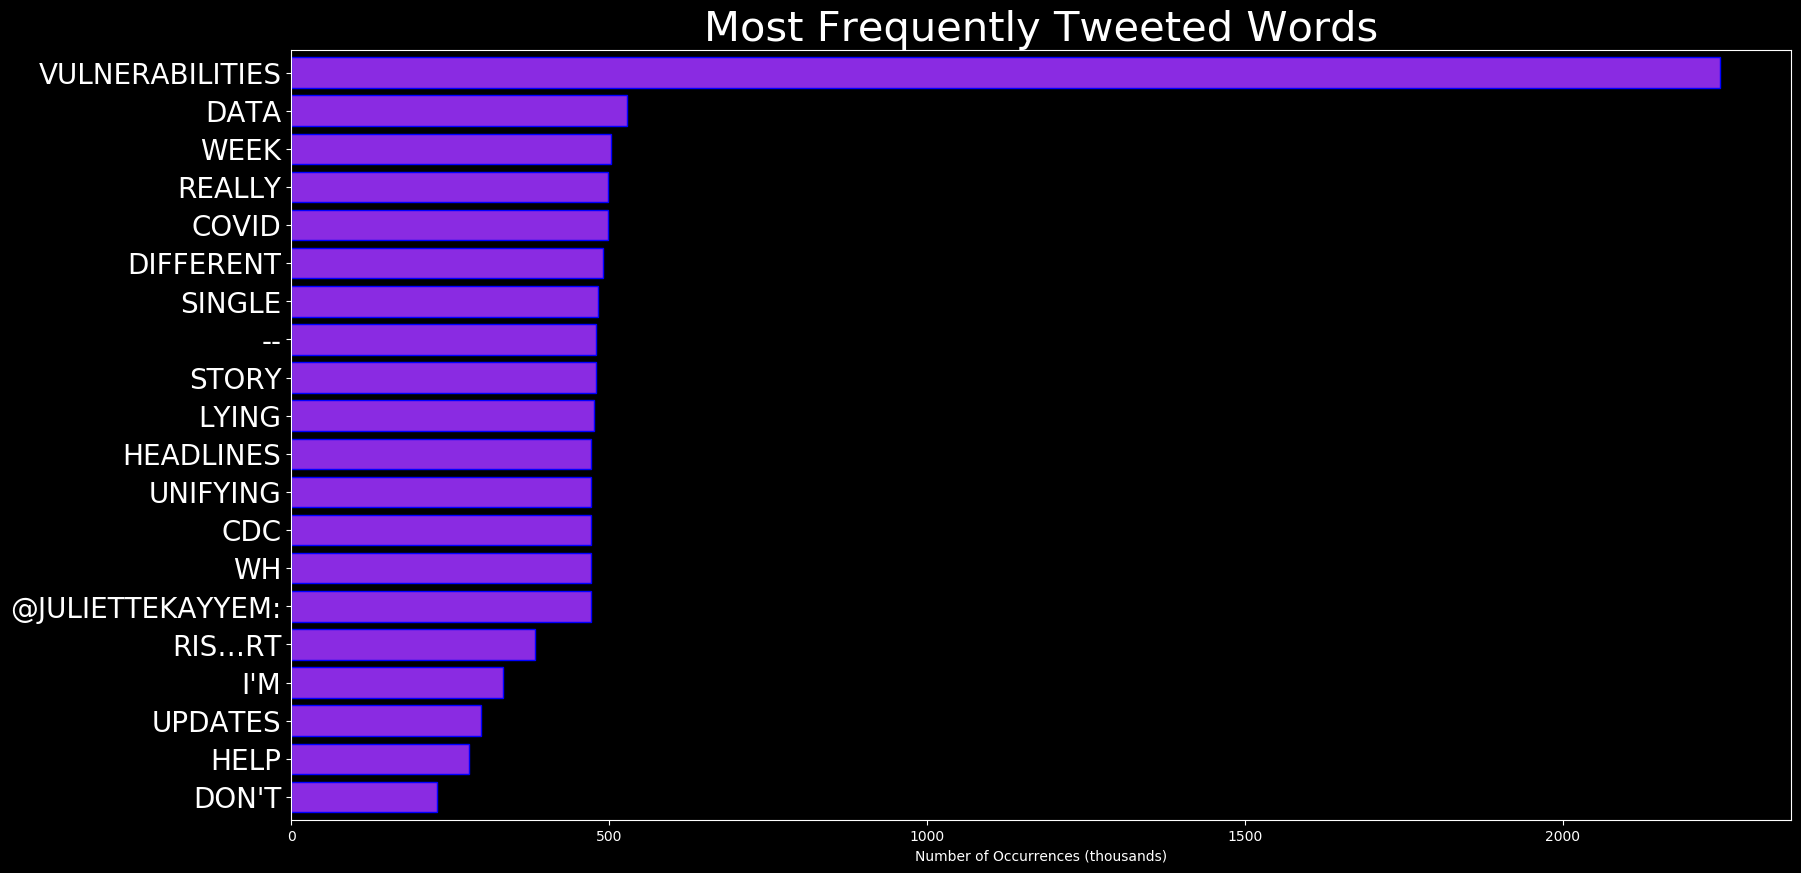 Most Frequently Tweeted Words
VULNERABILITIES
DATA
WEEK
REALLY
COVID
DIFFERENT
SINGLE
--
STORY
LYING
HEADLINES
UNIFYING
CDC
WH
@JULIETTEKAYYEM:
RIS…RT
I'M
UPDATES
HELP
DON'T
0 500 1000 1500 2000
Number of Occurrences (thousands)